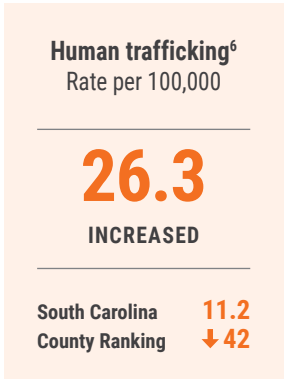 Human trafficking⁶
Rate per 100,000
26.3
INCREASED
South Carolina 11.2
County Ranking ↓ 42